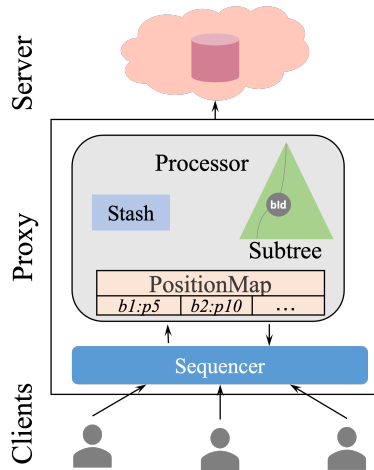 Server
Proxy
Clients
Processor
Stash
bld
Subtree
PositionMap
b1:p5 b2:p10 ...
Sequencer